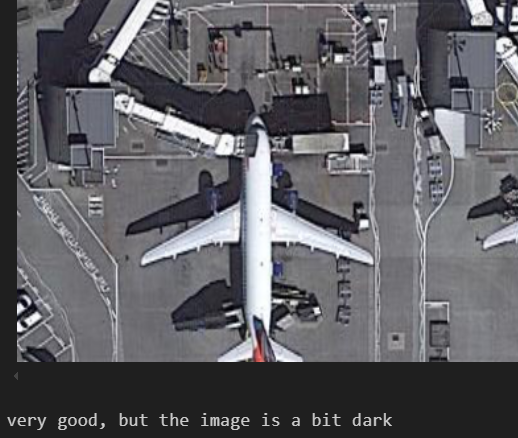 very good, but the image is a bit dark